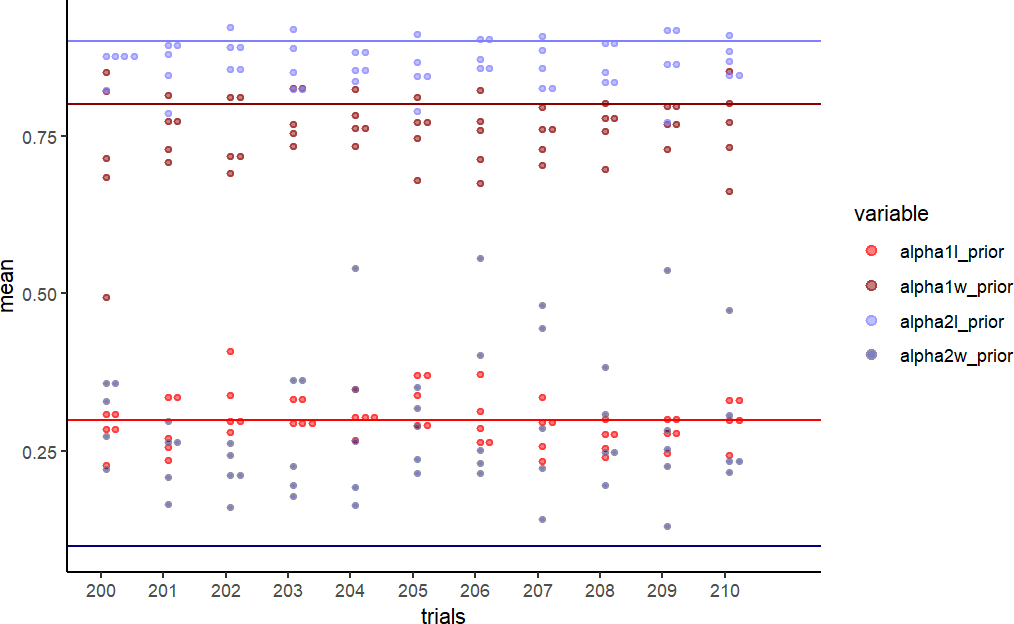 0.75
0.50
0.25
mean
200 201 202 203 204 205 206 207 208 209 210
trials
variable
alpha1l_prior
alpha1w_prior
alpha2l_prior
alpha2w_prior